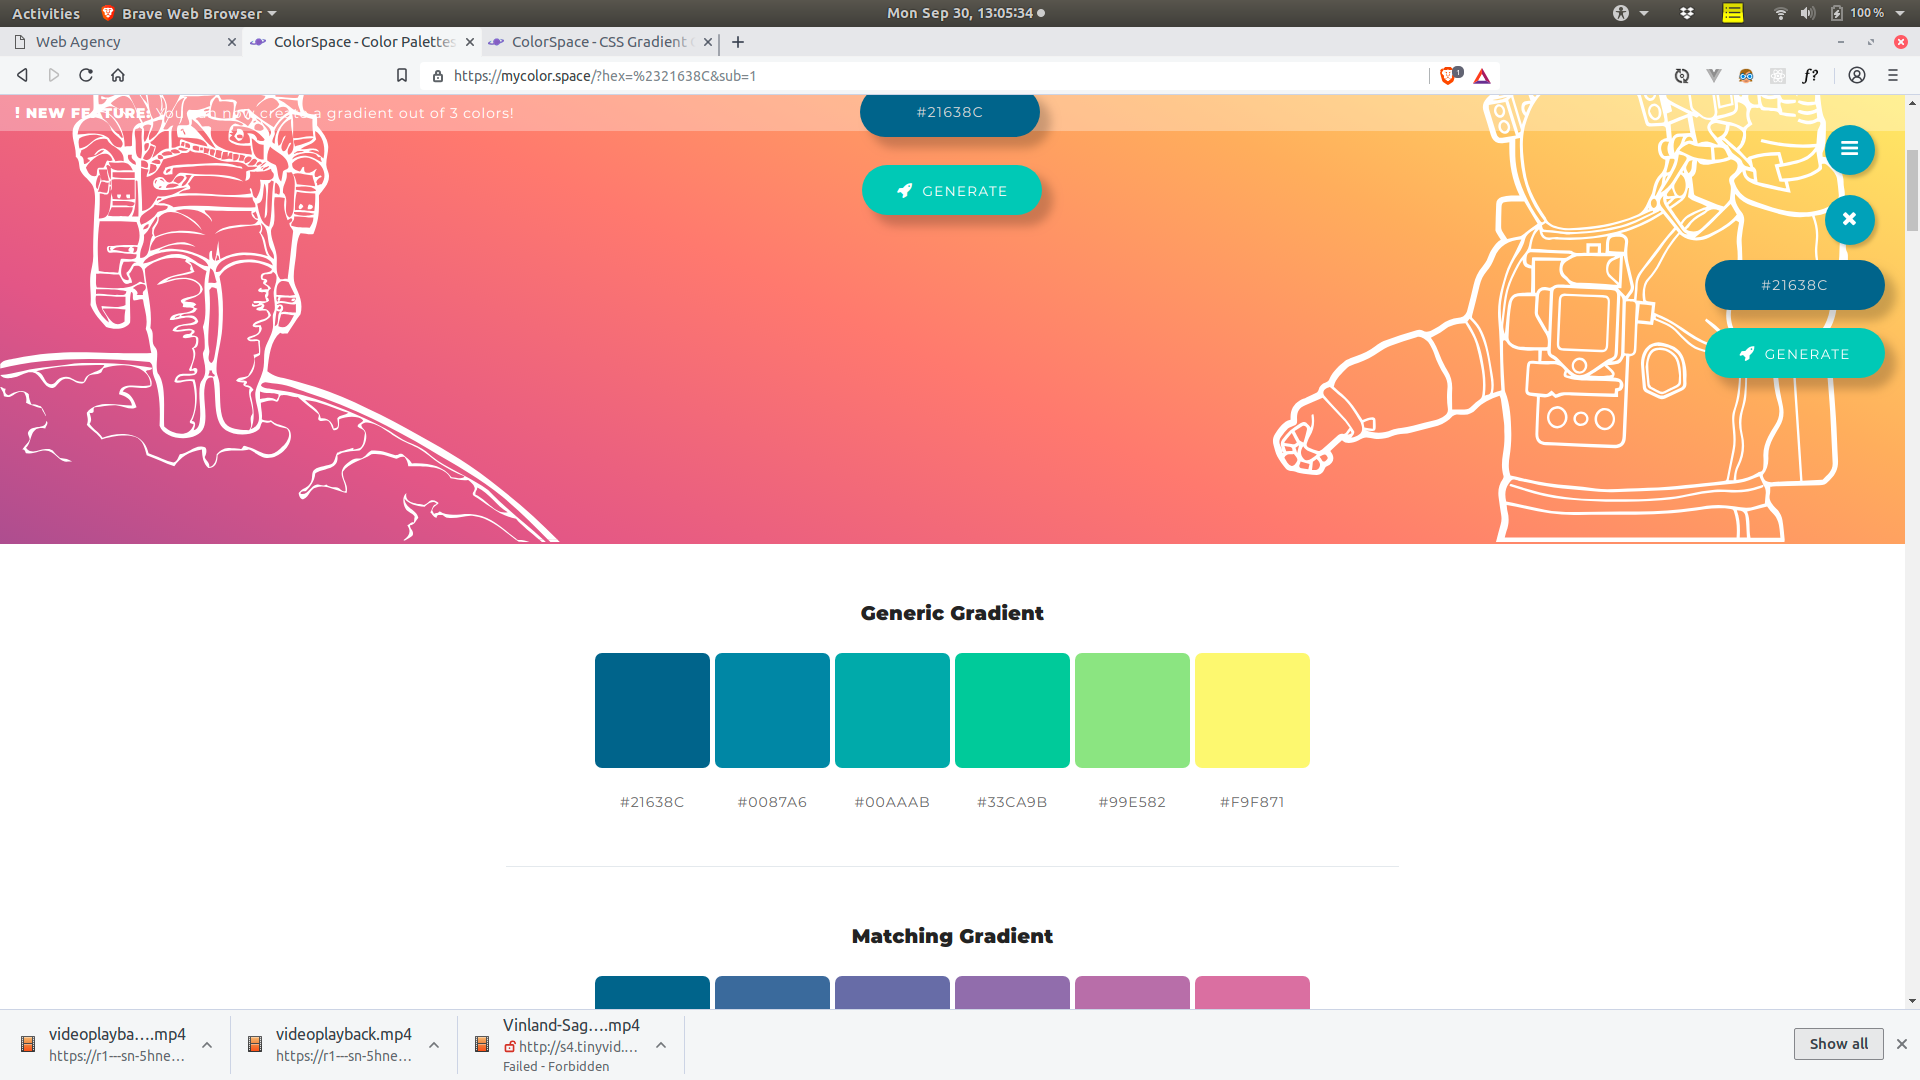 Activities
Brave Web Browser
Mon Sep 30, 13:05:34
100 %
Web Agency
ColorSpace - Color Palettes
ColorSpace - CSS Gradient
https://mycolor.space/?hex=%2321638C&sub=1
1
f?
! NEW FEATURE: You can now create a gradient out of 3 colors!
#21638C
GENERATE
#21638C
GENERATE
Generic Gradient
#21638C #0087A6 #00AAAB #33CA9B #99E582 #F9F871
Matching Gradient
videoplayba....mp4
https://r1---sn-5hne...
videoplayback.mp4
https://r1---sn-5hne...
Vinland-Sag....mp4
http://s4.tinyvid....
Failed - Forbidden
Show all